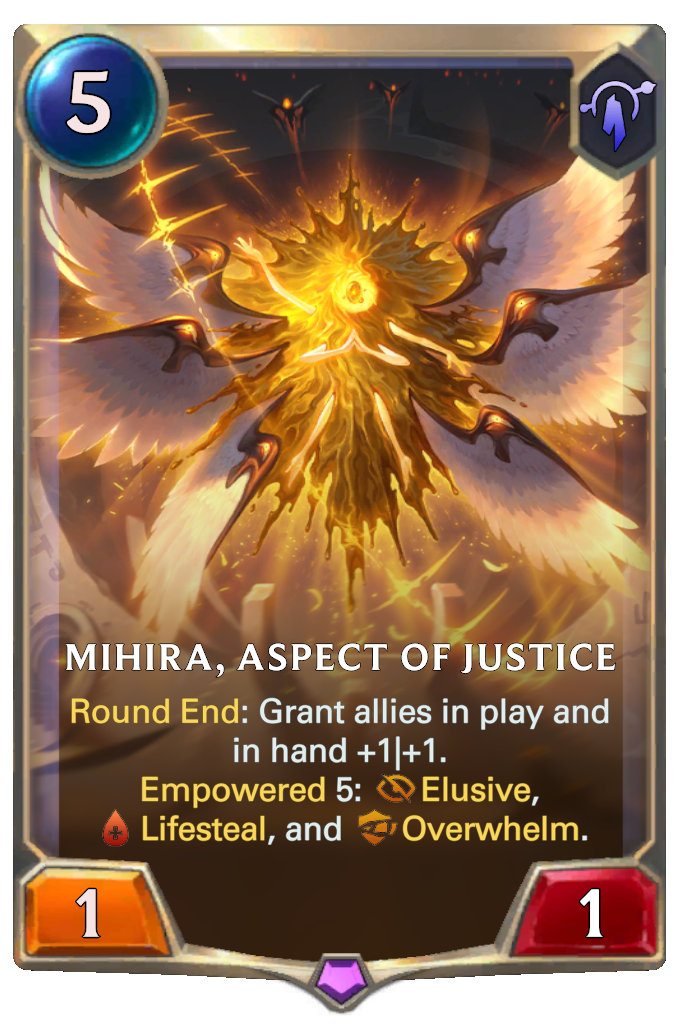 5
MIHIRA, ASPECT OF JUSTICE
Round End: Grant allies in play and
in hand +1|+1.
Empowered 5: Elusive,
Lifesteal, and Overwhelm.
1
1